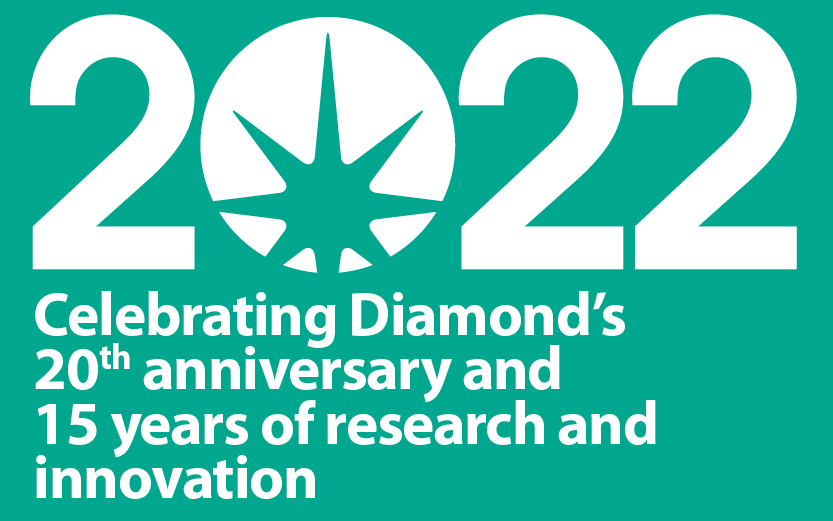 2022
Celebrating Diamond’s
20th anniversary and
15 years of research and
innovation